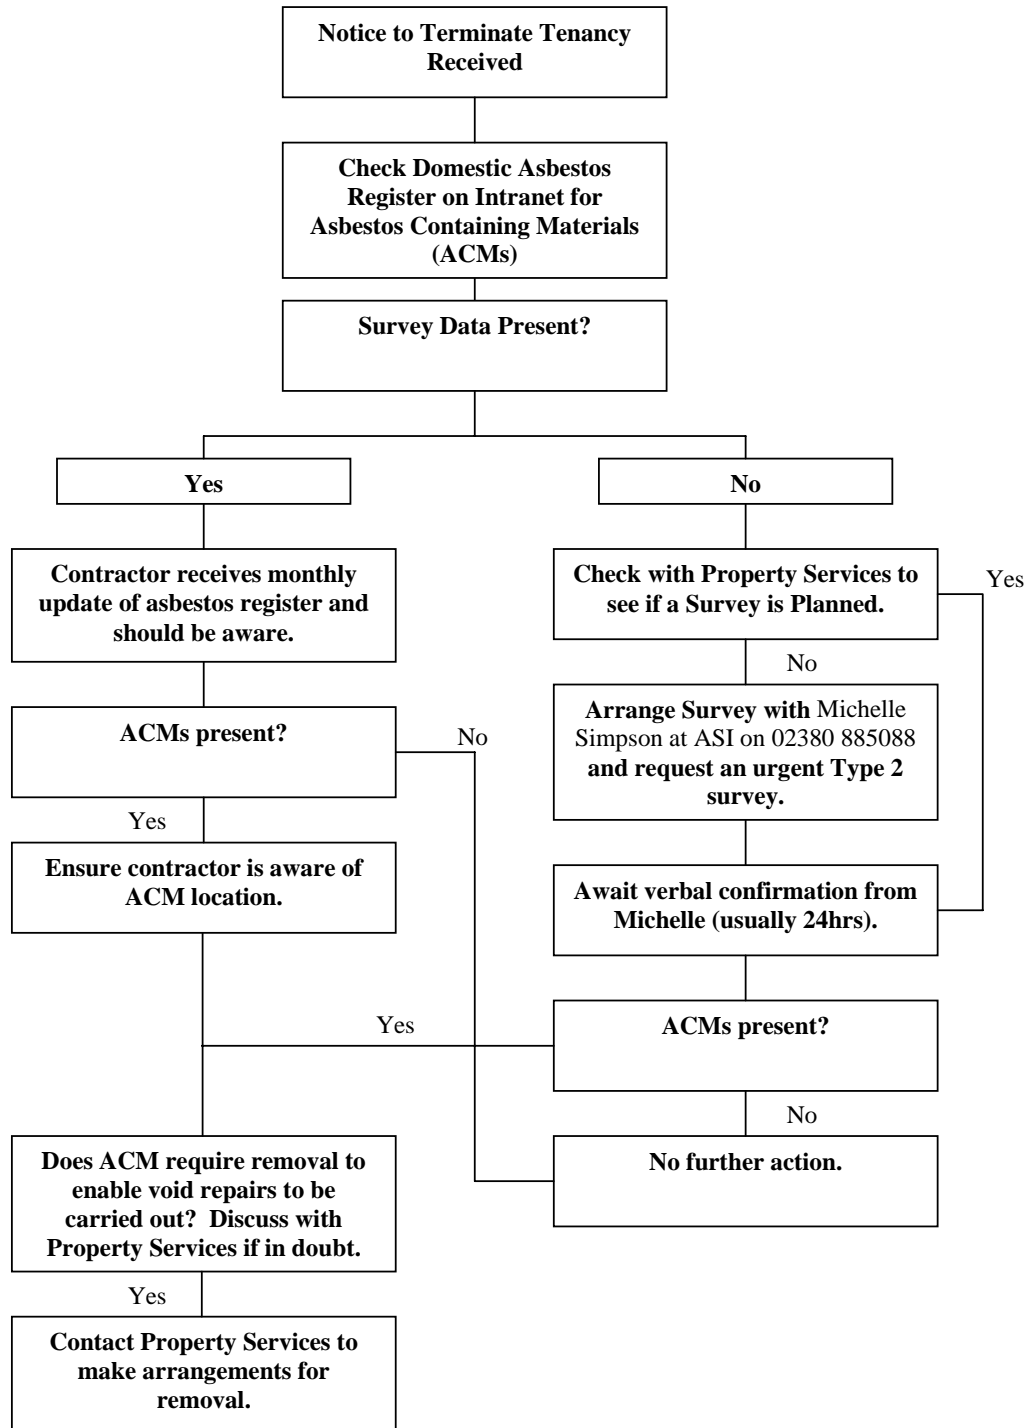 Notice to Terminate Tenancy
Received
Check Domestic Asbestos
Register on Intranet for
Asbestos Containing Materials
(ACMs)
Survey Data Present?
Yes
No
Contractor receives monthly
update of asbestos register and
should be aware.
Check with Property Services to
see if a Survey is Planned.
Yes
No
ACMs present?
No
Arrange Survey with Michelle
Simpson at ASI on 02380 885088
and request an urgent Type 2
survey.
Yes
Ensure contractor is aware of
ACM location.
Await verbal confirmation from
Michelle (usually 24hrs).
Yes
ACMs present?
No
Does ACM require removal to
enable void repairs to be
carried out?  Discuss with
Property Services if in doubt.
No further action.
Yes
Contact Property Services to
make arrangements for
removal.